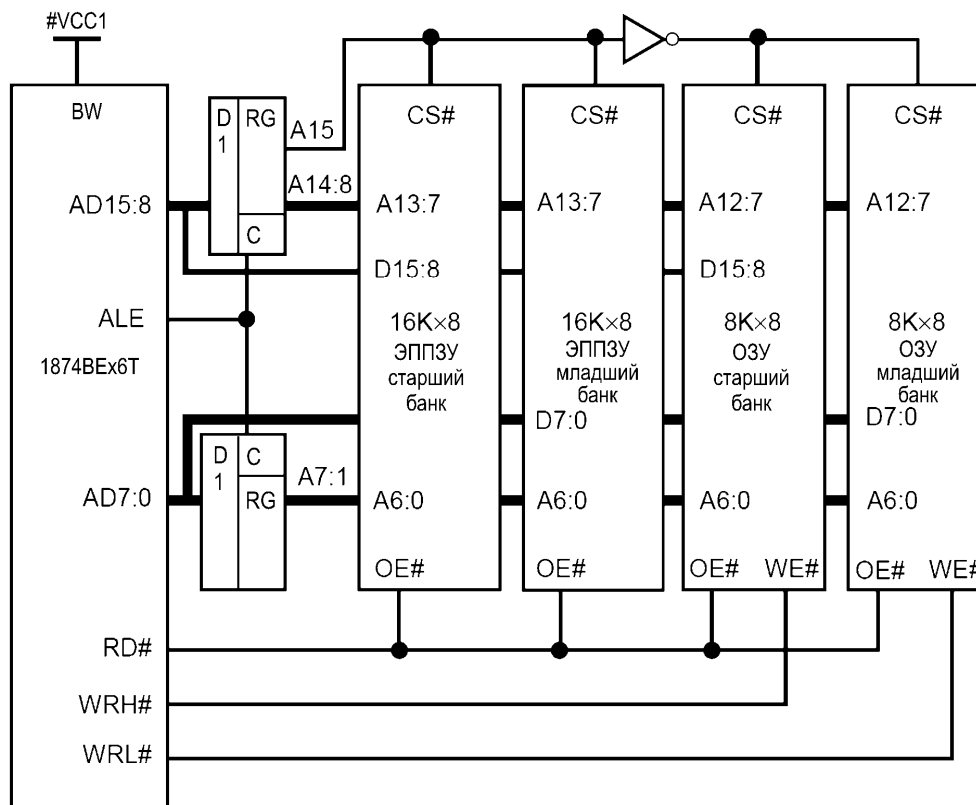 #VCC1
BW
AD15:8
ALE
1874ВЕх6Т
AD7:0
RD#
WRH#
WRL#
D
1
RG
C
A15
A14:8
D
1
C
RG
A7:1
CS#
A13:7
D15:8
16K×8
ЭППЗУ
старший
банк
A6:0
OE#
CS#
A13:7
16K×8
ЭППЗУ
младший
банк
D7:0
A6:0
OE#
CS#
A12:7
D15:8
8K×8
ОЗУ
старший
банк
A6:0
OE# WE#
CS#
A12:7
8K×8
ОЗУ
младший
банк
D7:0
A6:0
OE# WE#